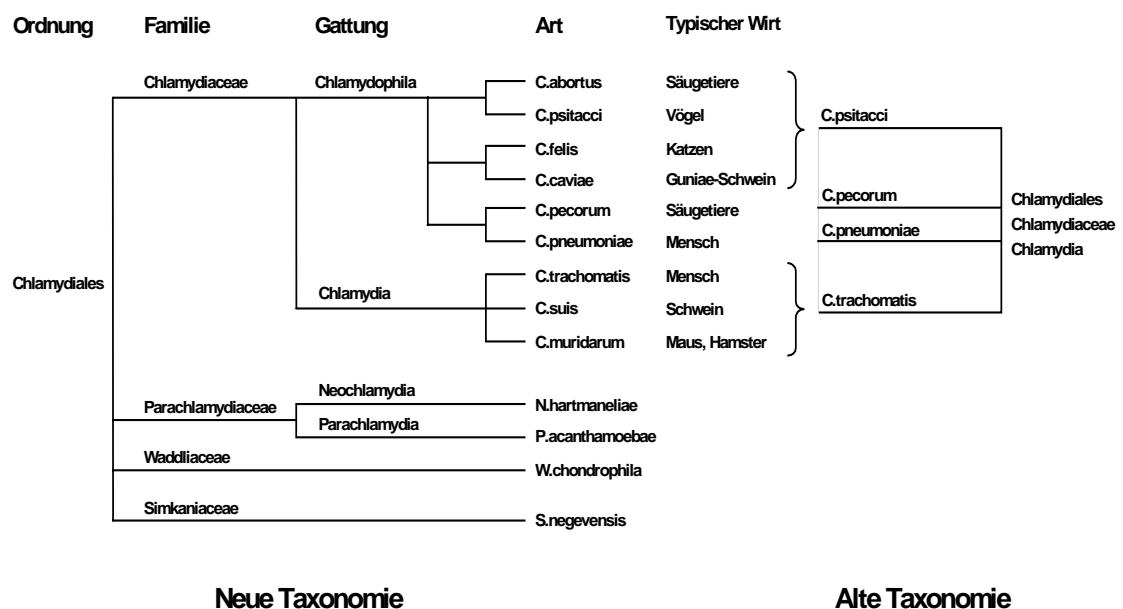 Ordnung Familie Gattung Art Typischer Wirt
Chlamydiaceae Chlamydophila C.abortus Säugetiere
C.psitacci Vögel C.psitacci
C.felis Katzen
C.caviae Guniae-Schwein
C.pecorum Säugetiere C.pecorum Chlamydiales
C.pneumoniae Mensch C.pneumoniae Chlamydiaceae
Chlamydia
Chlamydiales Chlamydia C.trachomatis Mensch
C.suis Schwein C.trachomatis
C.muridarum Maus, Hamster
Neochlamydia N.hartmaneliae
Parachlamydiaceae Parachlamydia P.acanthamoebae
Waddliaceae W.chondrophila
Simkaniaceae S.negevensis
Neue Taxonomie Alte Taxonomie